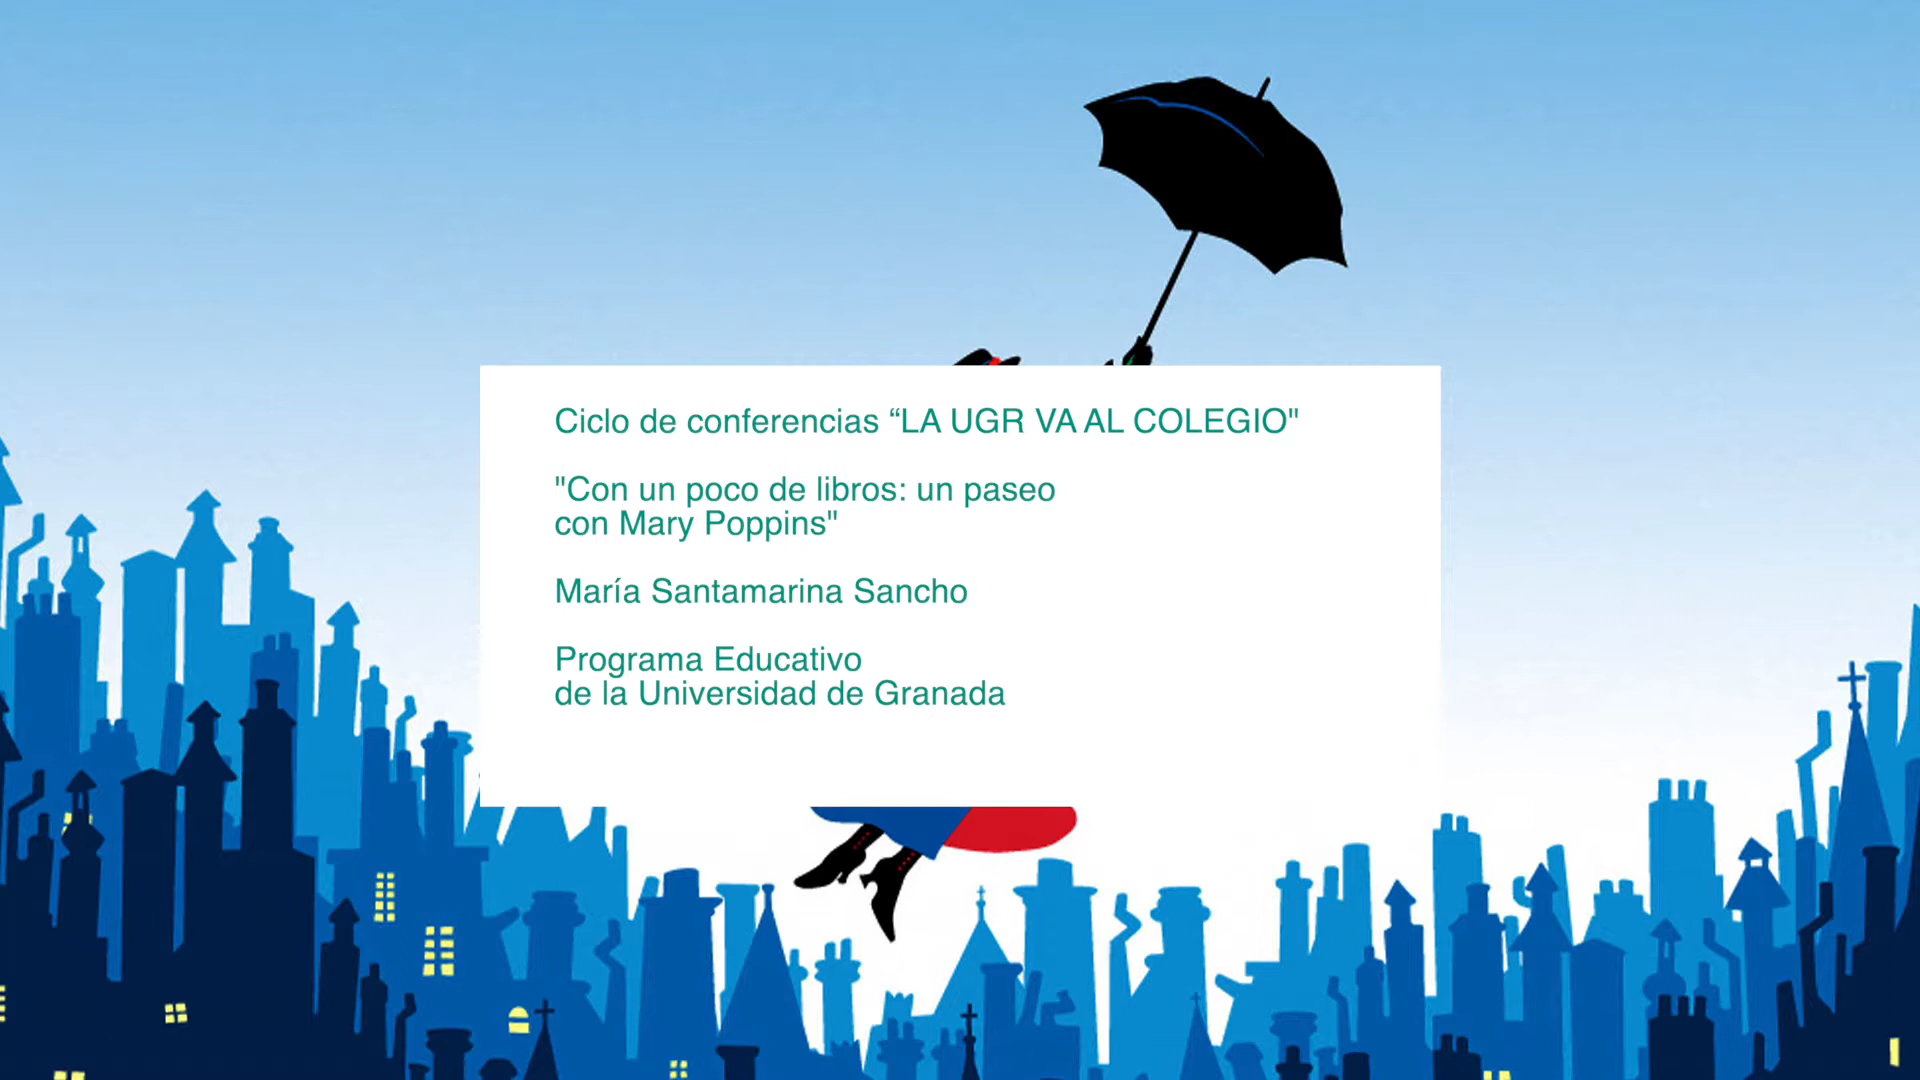 Ciclo de conferencias “LA UGR VA AL COLEGIO"
"Con un poco de libros: un paseo
con Mary Poppins"
María Santamarina Sancho
Programa Educativo
de la Universidad de Granada